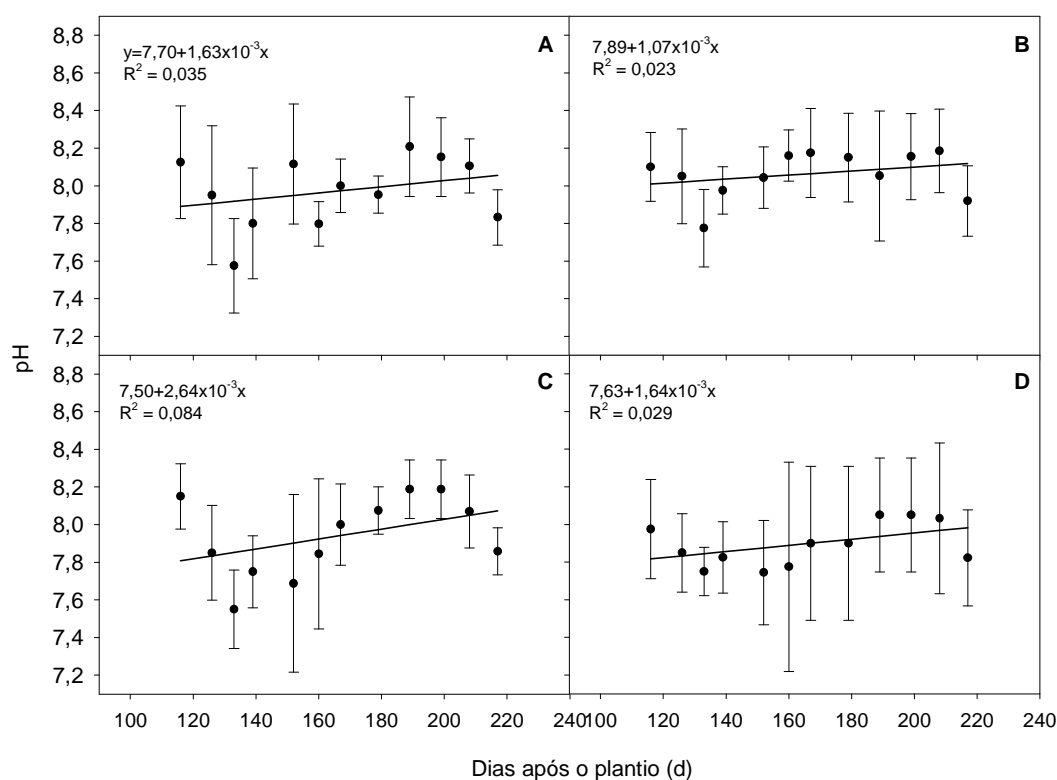 pH
A
y=7,70+1,63x10⁻³x
R² = 0,035
8,8
8,6
8,4
8,2
8,0
7,8
7,6
7,4
7,2
B
7,89+1,07x10⁻³x
R² = 0,023
C
7,50+2,64x10⁻³x
R² = 0,084
8,8
8,6
8,4
8,2
8,0
7,8
7,6
7,4
7,2
D
7,63+1,64x10⁻³x
R² = 0,029
100 120 140 160 180 200 220 240
100 120 140 160 180 200 220 240
Dias após o plantio (d)